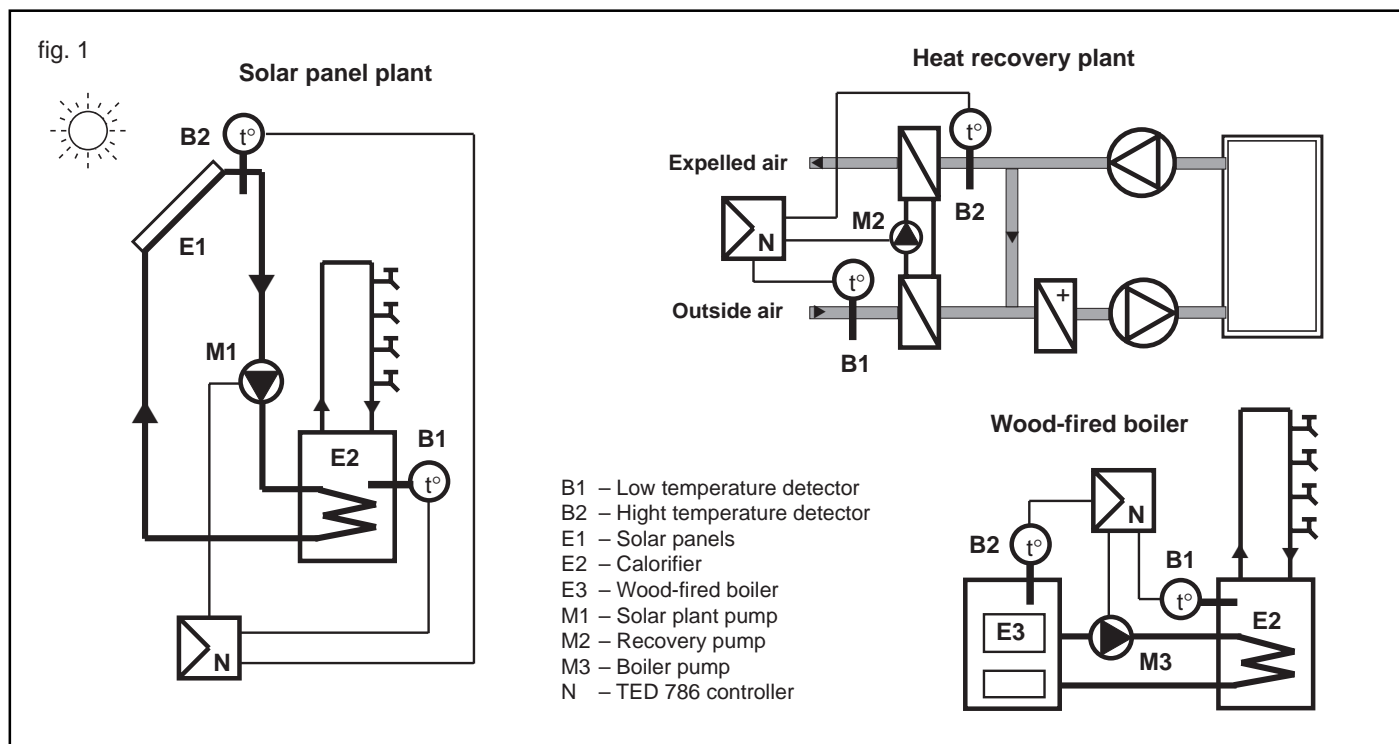 fig. 1
Solar panel plant
B2
t°
E1
M1
E2
B1
t°
N
Heat recovery plant
t°
Expelled air
B2
M2
N
t°
Outside air
+
B1
B1 – Low temperature detector
B2 – Hight temperature detector
E1 – Solar panels
E2 – Calorifier
E3 – Wood-fired boiler
M1 – Solar plant pump
M2 – Recovery pump
M3 – Boiler pump
N – TED 786 controller
Wood-fired boiler
N
B2
t°
B1
t°
E3
E2
M3